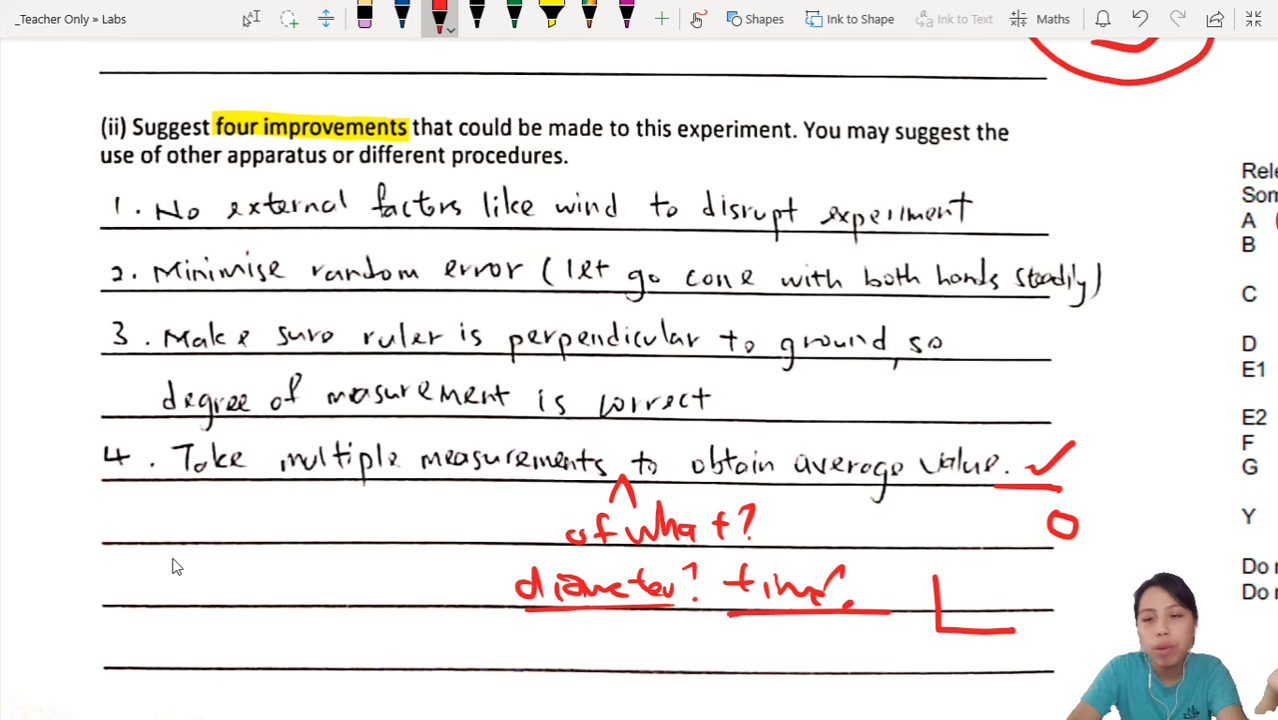 _Teacher Only » Labs
Shapes
Ink to Shape
Ink to Text
Maths
(ii) Suggest four improvements that could be made to this experiment. You may suggest the
use of other apparatus or different procedures.
1. No external factors like wind to disrupt experiment
2. Minimise random error (let go cone with both hands steadily)
3. Make sure ruler is perpendicular to ground, so
degree of measurement is correct
4. Take multiple measurements to obtain average value.
of what?
0
diameter? time?
Rele
Som
A
B
C
D
E1
E2
F
G
Y
Do n
Do n